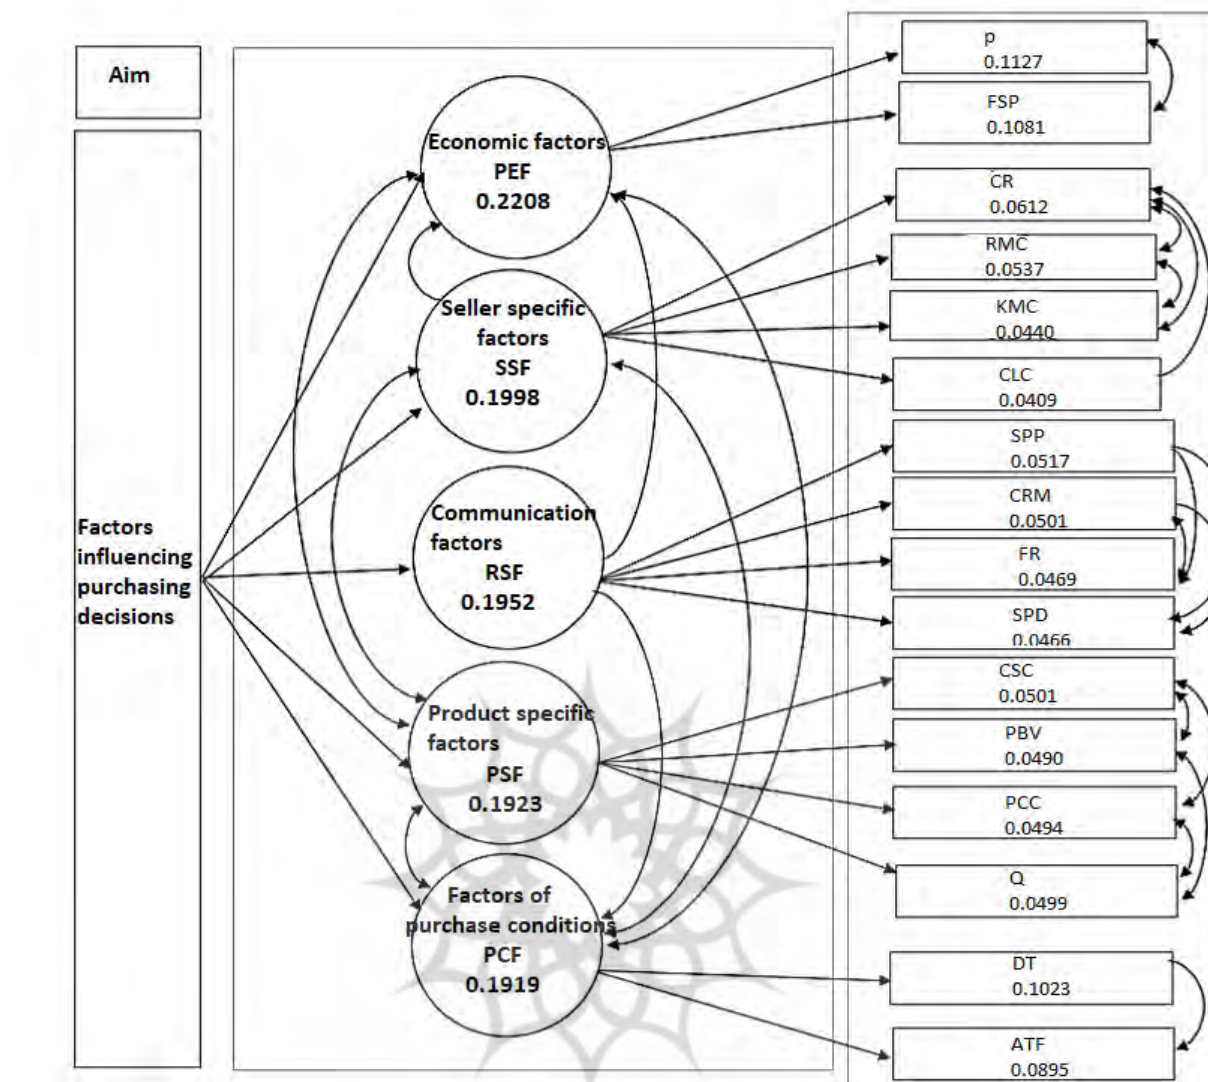 Aim
Factors
influencing
purchasing
decisions
Economic factors
PEF
0.2208
Seller specific
factors
SSF
0.1998
Communication
factors
RSF
0.1952
Product specific
factors
PSF
0.1923
Factors of
purchase conditions
PCF
0.1919
p
0.1127
FSP
0.1081
CR
0.0612
RMC
0.0537
KMC
0.0440
CLC
0.0409
SPP
0.0517
CRM
0.0501
FR
0.0469
SPD
0.0466
CSC
0.0501
PBV
0.0490
PCC
0.0494
Q
0.0499
DT
0.1023
ATF
0.0895